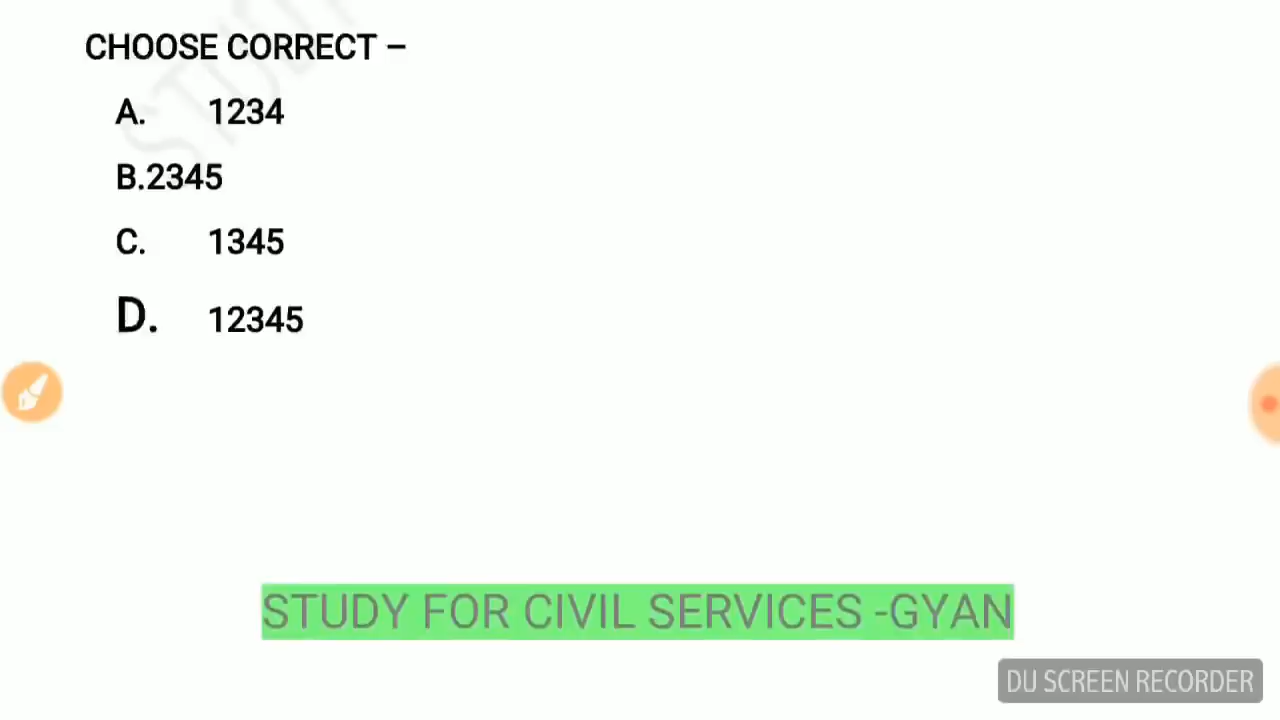 CHOOSE CORRECT –
A. 1234
B.2345
C. 1345
D. 12345
STUDY FOR CIVIL SERVICES -GYAN
DU SCREEN RECORDER